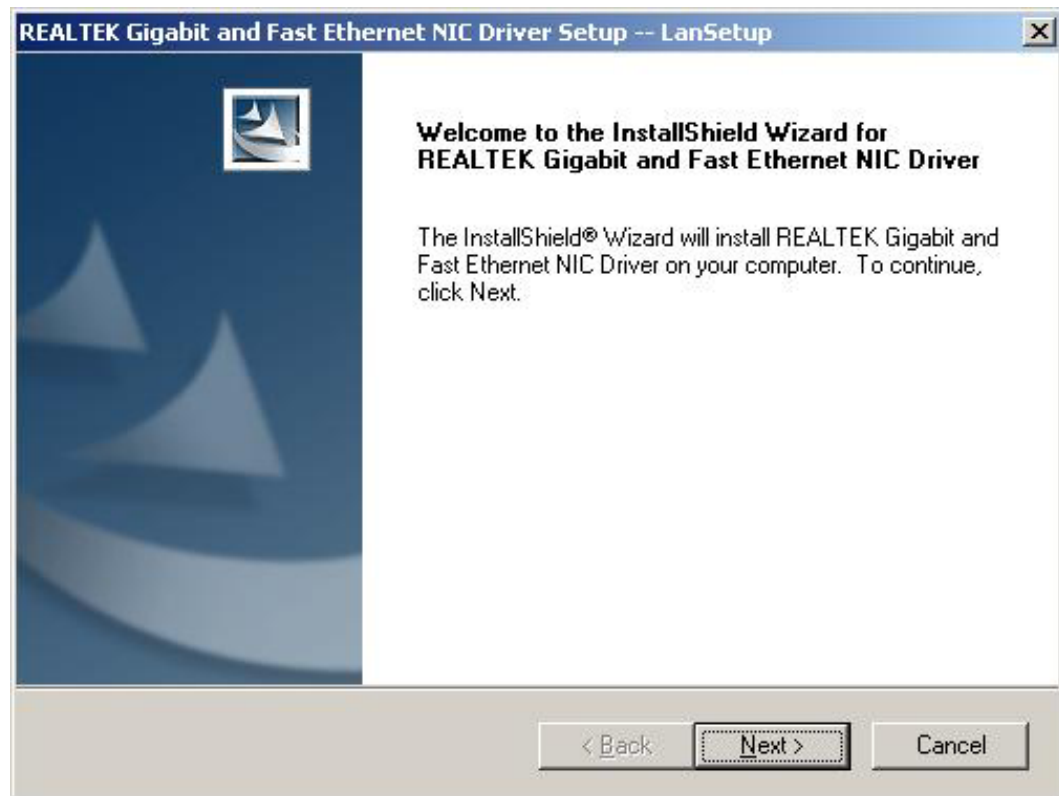 REALTEK Gigabit and Fast Ethernet NIC Driver Setup -- LanSetup
Welcome to the InstallShield Wizard for
REALTEK Gigabit and Fast Ethernet NIC Driver
The InstallShield® Wizard will install REALTEK Gigabit and
Fast Ethernet NIC Driver on your computer.  To continue,
click Next.
< Back
Next >
Cancel